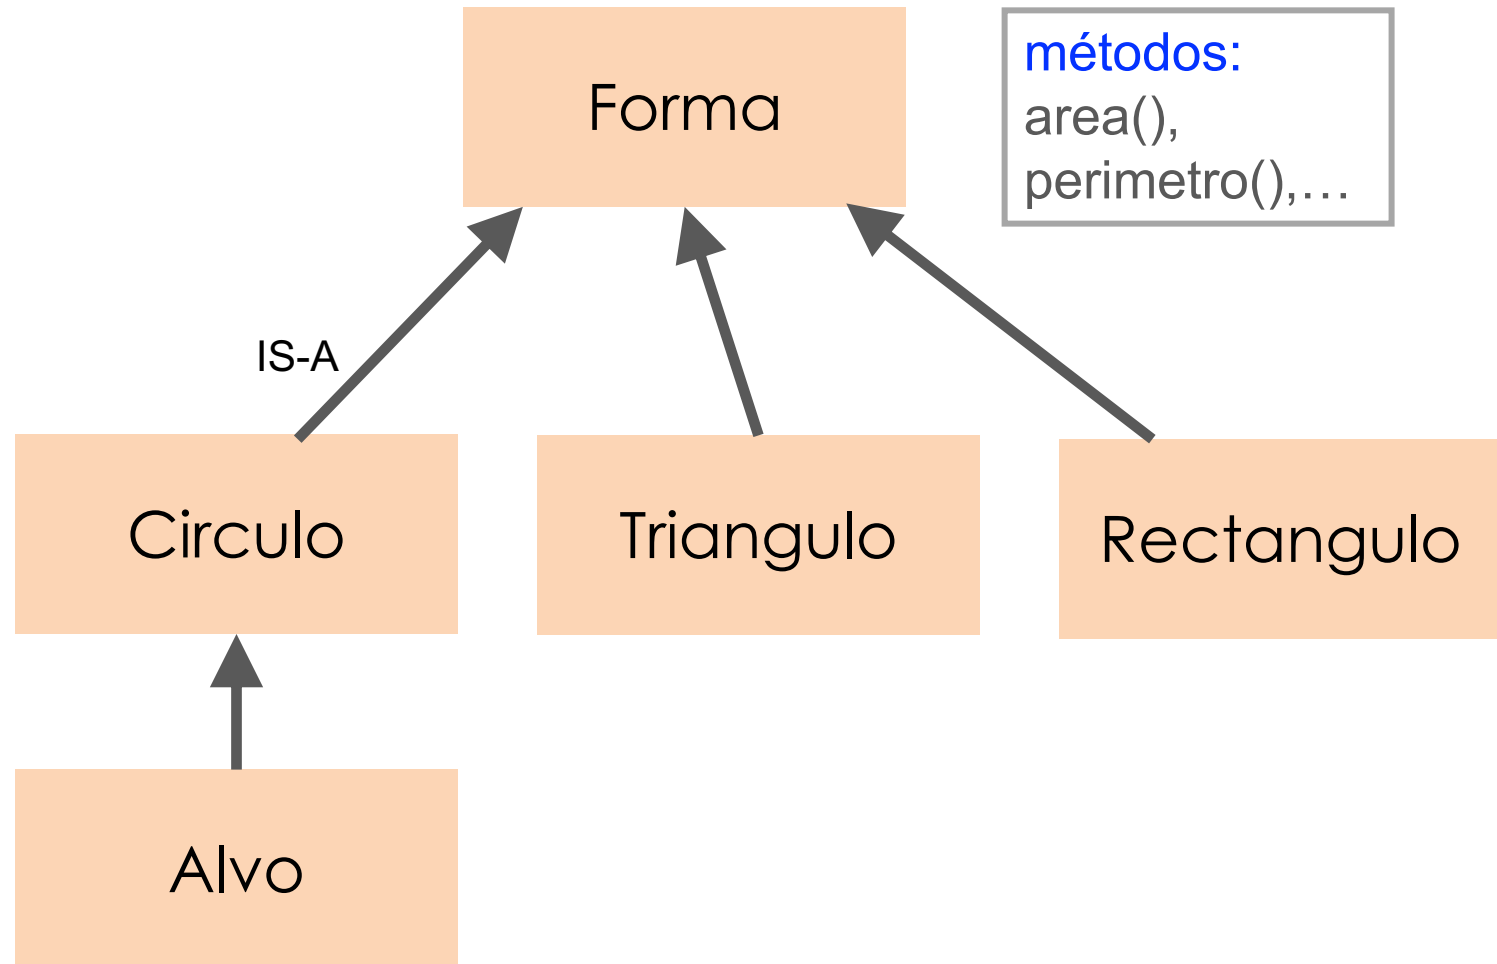 Forma
métodos:
area(),
perimetro(),…
IS-A
Circulo
Triangulo
Rectangulo
Alvo